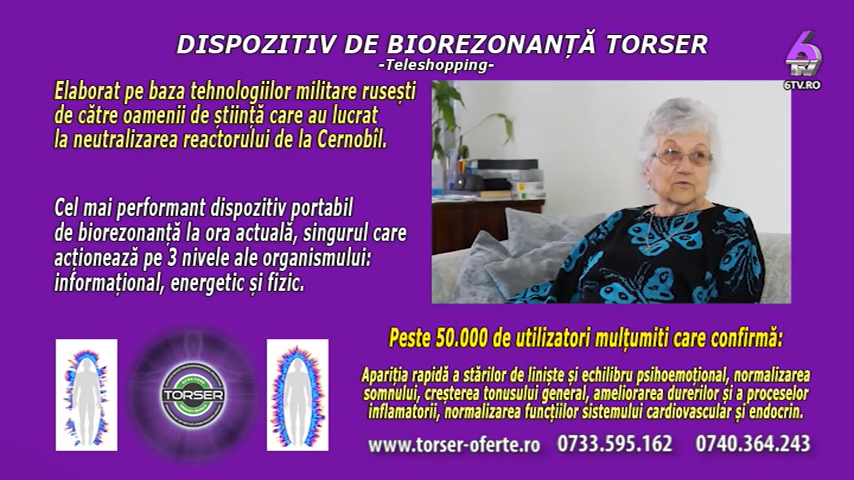 DISPOZITIV DE BIOREZONANȚĂ TORSER
-Teleshopping-
6TV.RO
Elaborat pe baza tehnologiilor militare rusești
de către oamenii de știință care au lucrat
la neutralizarea reactorului de la Cernobîl.
Cel mai performant dispozitiv portabil
de biorezonanță la ora actuală, singurul care
acționează pe 3 nivele ale organismului:
informațional, energetic și fizic.
TORSER
Peste 50.000 de utilizatori mulțumiti care confirmă:
Apariția rapidă a stărilor de liniște și echilibru psihoemoțional, normalizarea
somnului, creșterea tonusului general, ameliorarea durerilor și a proceselor
inflamatorii, normalizarea funcțiilor sistemului cardiovascular și endocrin.
www.torser-oferte.ro 0733.595.162 0740.364.243